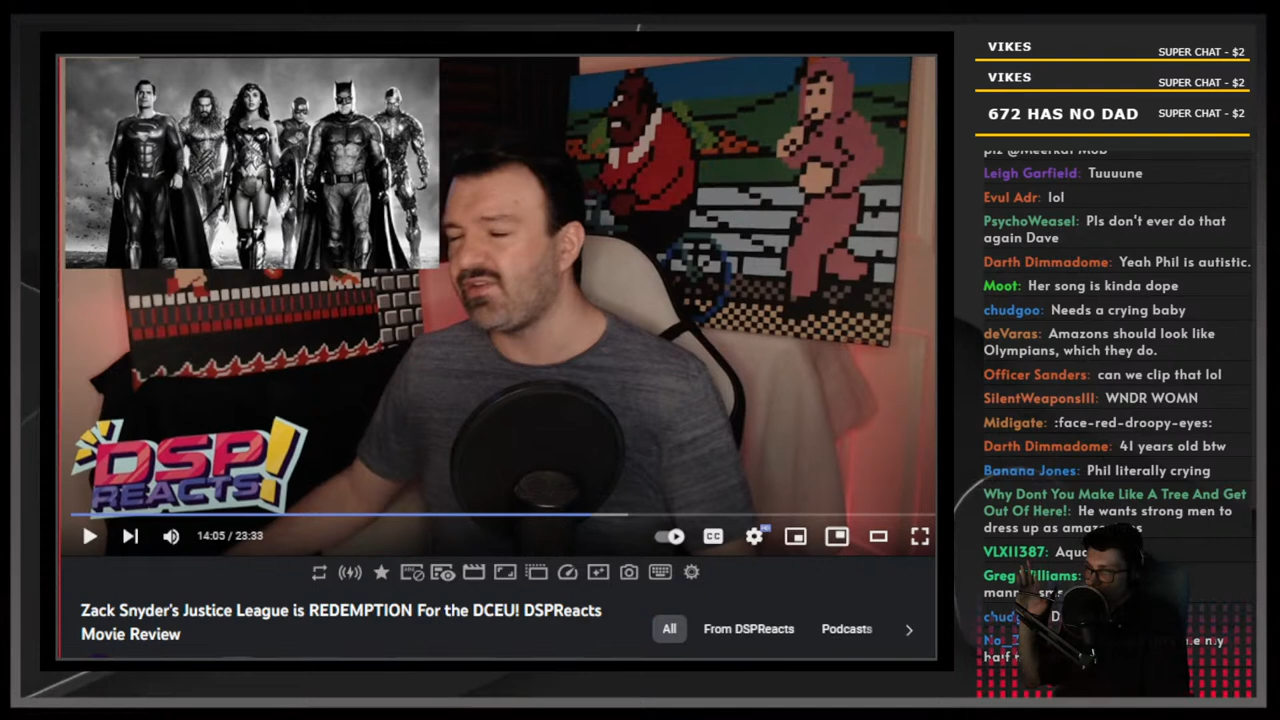 VIKES
SUPER CHAT - $2
VIKES
SUPER CHAT - $2
672 HAS NO DAD
SUPER CHAT - $2
Leigh Garfield: Tuuuune
Evul Adr: lol
PsychoWeasel: Pls don't ever do that
again Dave
Darth Dimmadome: Yeah Phil is autistic.
Moot: Her song is kinda dope
chudgoo: Needs a crying baby
deVaras: Amazons should look like
Olympians, which they do.
Officer Sanders: can we clip that lol
SilentWeaponsIII: WNDR WOMN
Midigate: :face-red-droopy-eyes:
Darth Dimmadome: 41 years old btw
Banana Jones: Phil literally crying
Why Dont You Make Like A Tree And Get
Out Of Here!: He wants strong men to
dress up as
VLX11387:
Greg
DSP
REACTS!
14:05 / 23:33
CC
HD
Zack Snyder's Justice League is REDEMPTION For the DCEU! DSPReacts
Movie Review
All
From DSPReacts
Podcasts